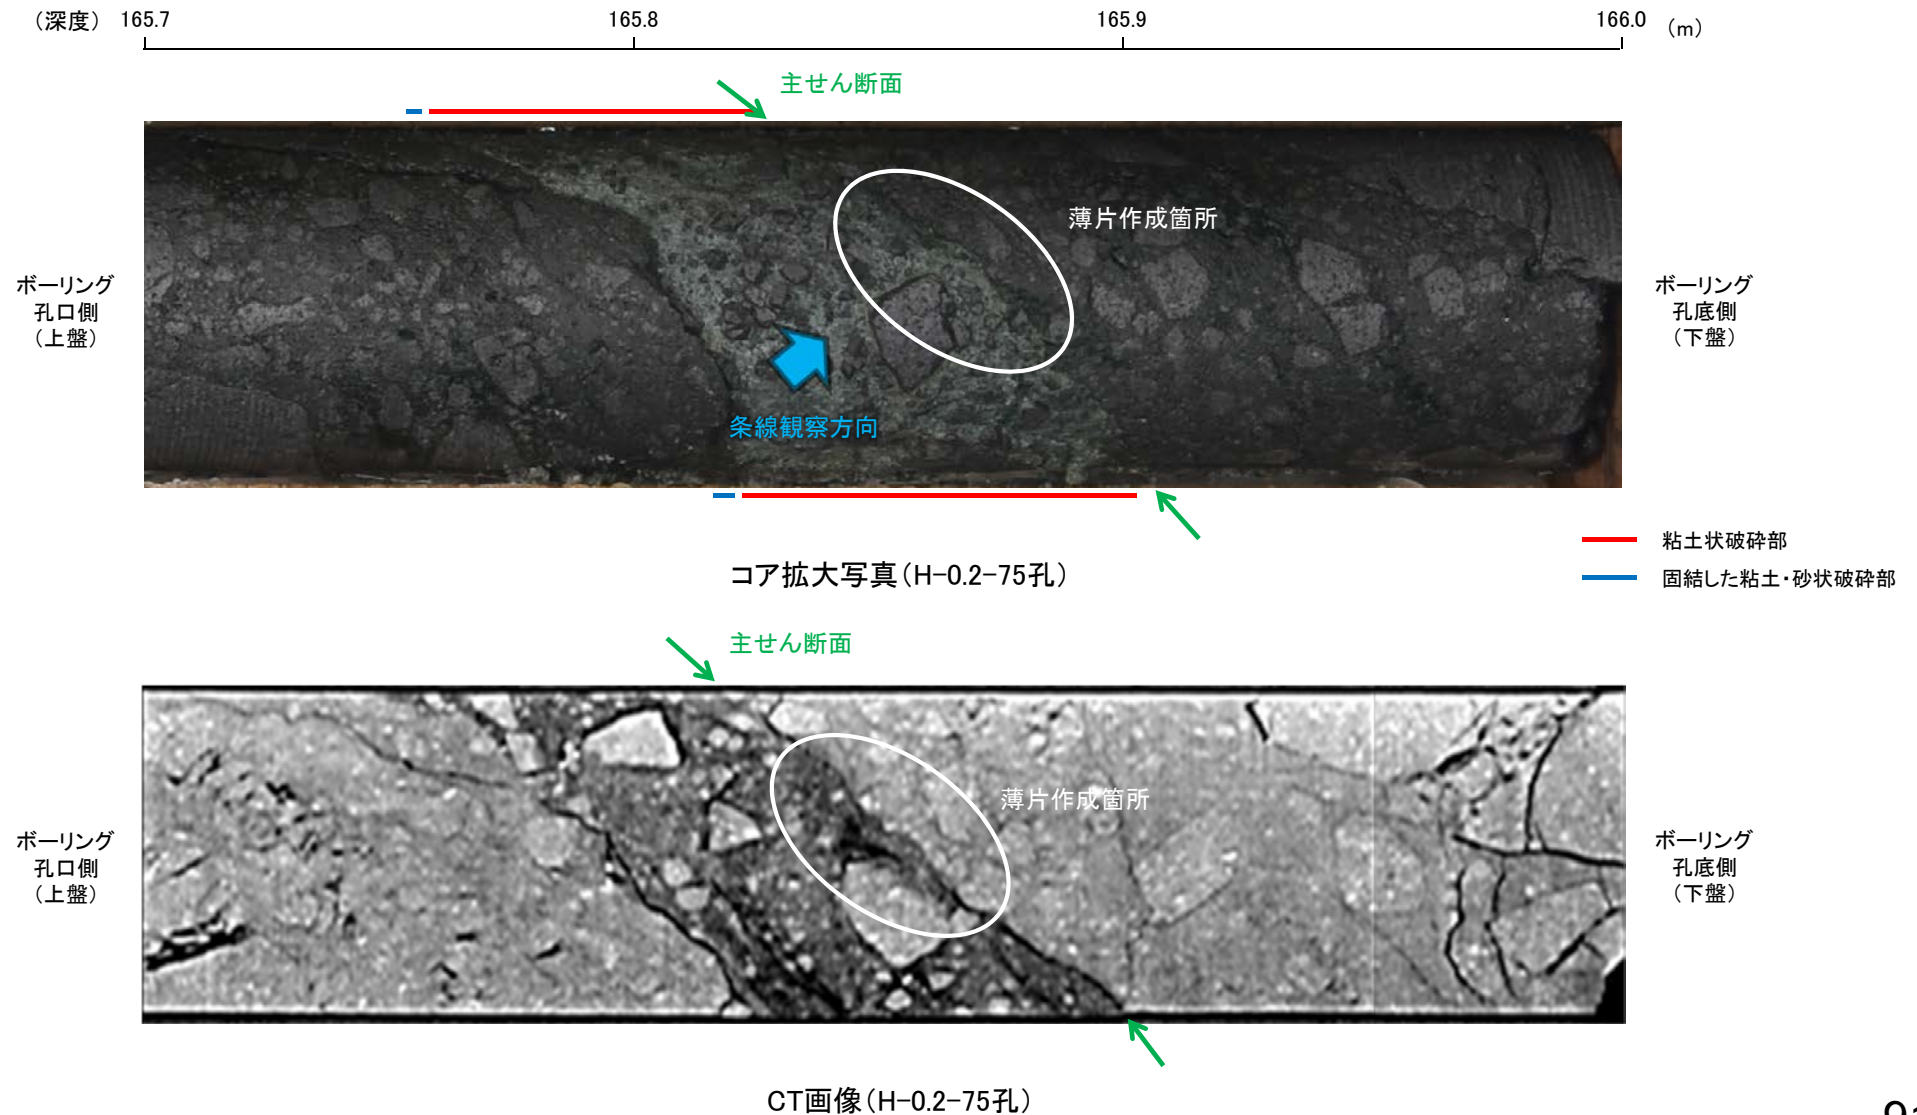 （深度） 165.7 165.8 165.9 166.0 （m）
主せん断面
薄片作成箇所
ボーリング
孔口側
（上盤）
ボーリング
孔底側
（下盤）
条線観察方向
粘土状破砕部
固結した粘土・砂状破砕部
コア拡大写真（H-0.2-75孔）
主せん断面
薄片作成箇所
ボーリング
孔口側
（上盤）
ボーリング
孔底側
（下盤）
CT画像（H-0.2-75孔）